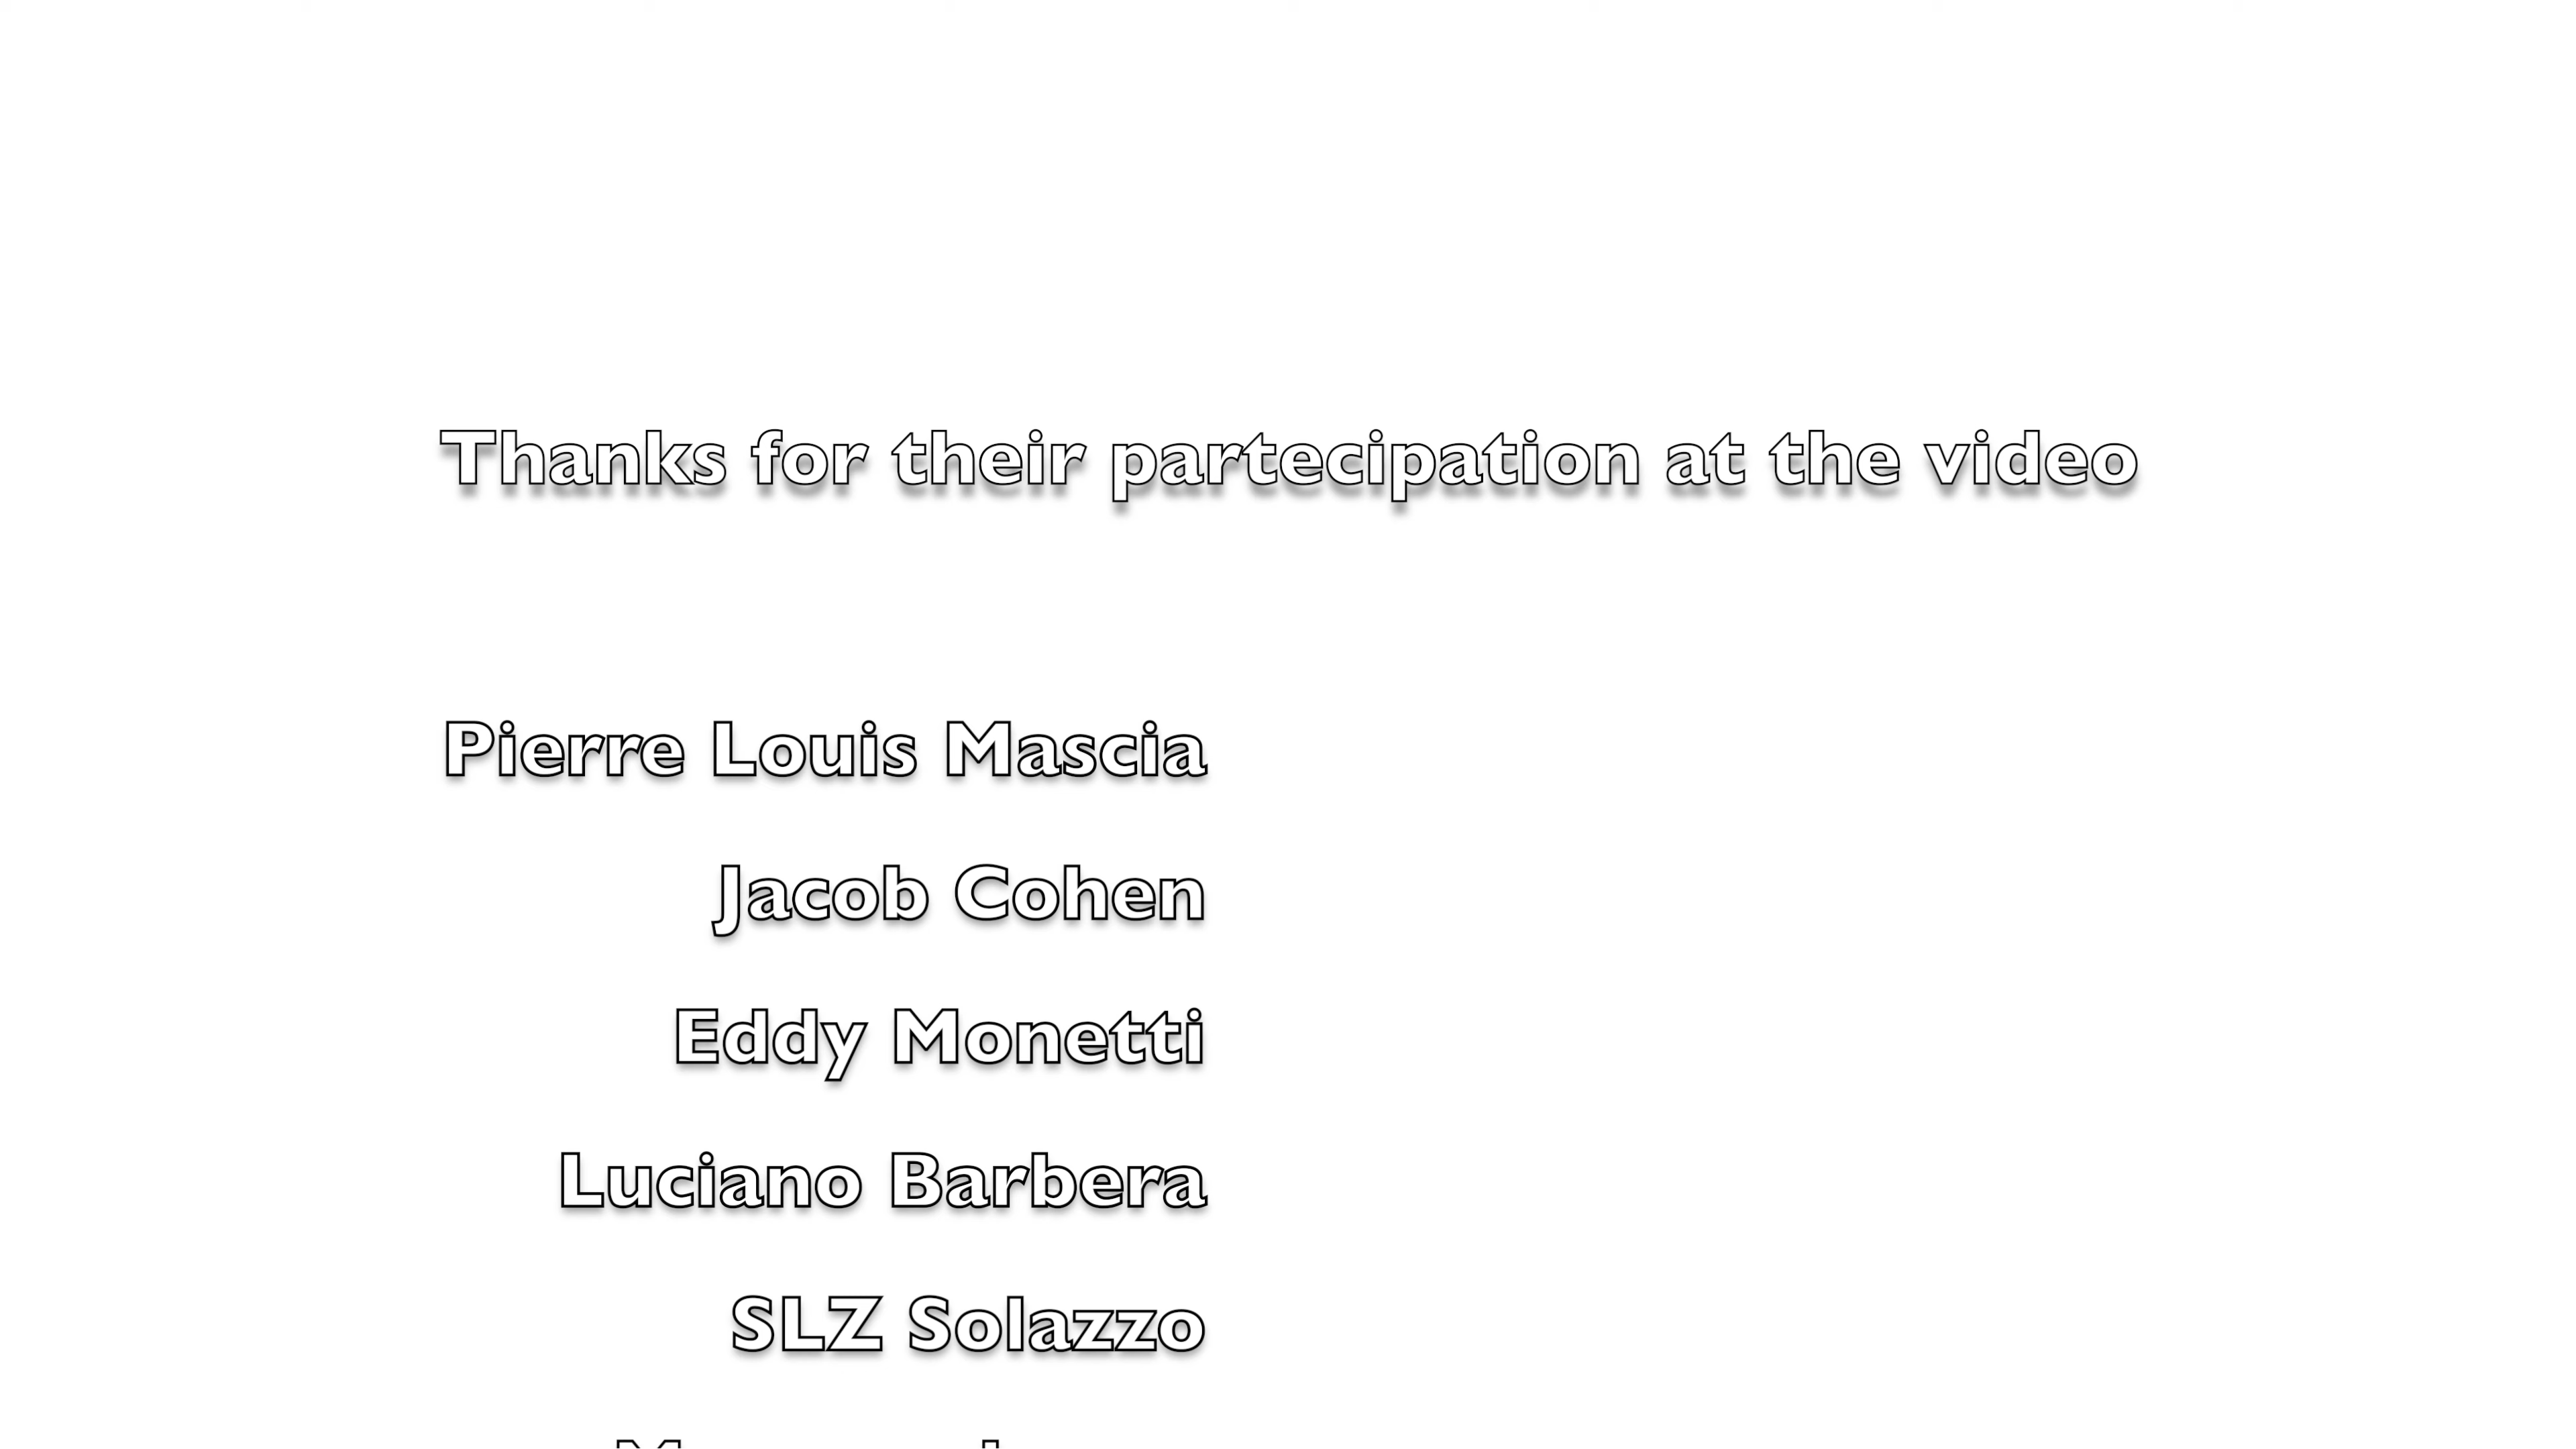 Thanks for their partecipation at the video
Pierre Louis Mascia
Jacob Cohen
Eddy Monetti
Luciano Barbera
SLZ Solazzo